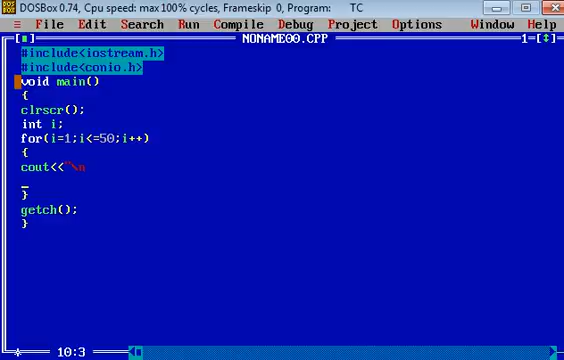 DOSBox 0.74, Cpu speed: max 100% cycles, Frameskip 0, Program: TC
≡ File Edit Search Run Compile Debug Project Options Window Help
[■] NONAME00.CPP 1=[↕]
#include<iostream.h>
#include<conio.h>
void main()
{
clrscr();
int i;
for(i=1;i<=50;i++)
{
cout<<"\n
_
}
getch();
}
10:3